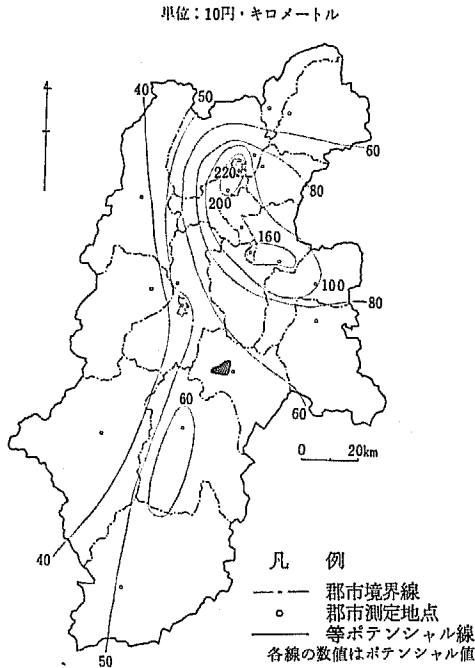 単位：10円・キロメートル
4
40
50
60
220
80
200
160
100
80
60
60
0 20km
40
50
凡 例
郡市境界線
郡市測定地点
等ポテンシャル線
各線の数値はポテンシャル値